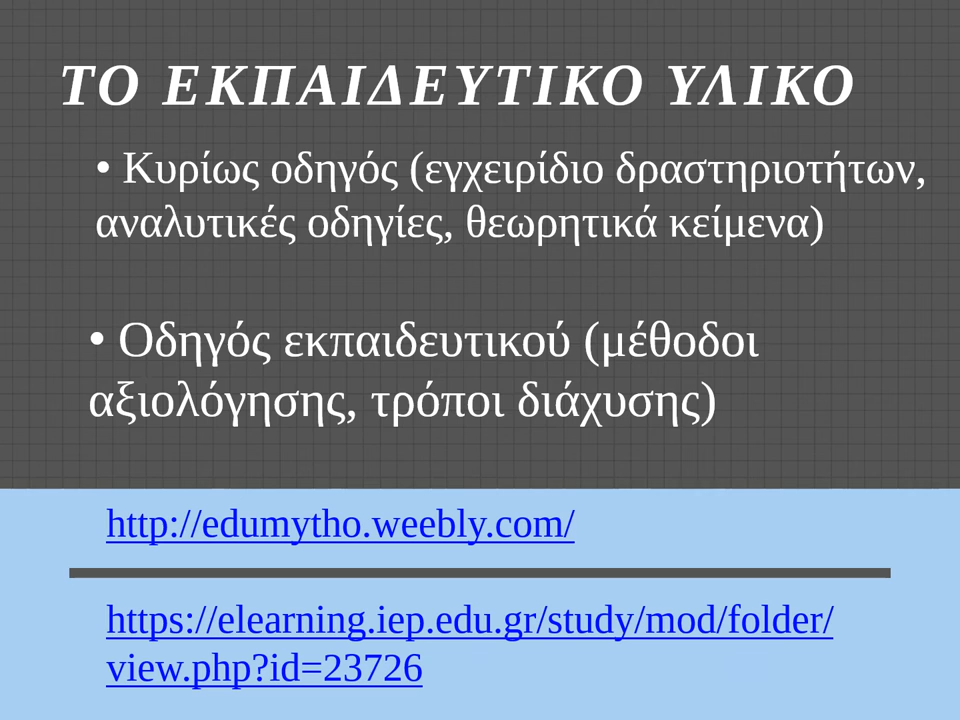 ΤΟ ΕΚΠΑΙΔΕΥΤΙΚΟ ΥΛΙΚΟ
• Κυρίως οδηγός (εγχειρίδιο δραστηριοτήτων,
αναλυτικές οδηγίες, θεωρητικά κείμενα)
• Οδηγός εκπαιδευτικού (μέθοδοι
αξιολόγησης, τρόποι διάχυσης)
http://edumytho.weebly.com/
https://elearning.iep.edu.gr/study/mod/folder/
view.php?id=23726